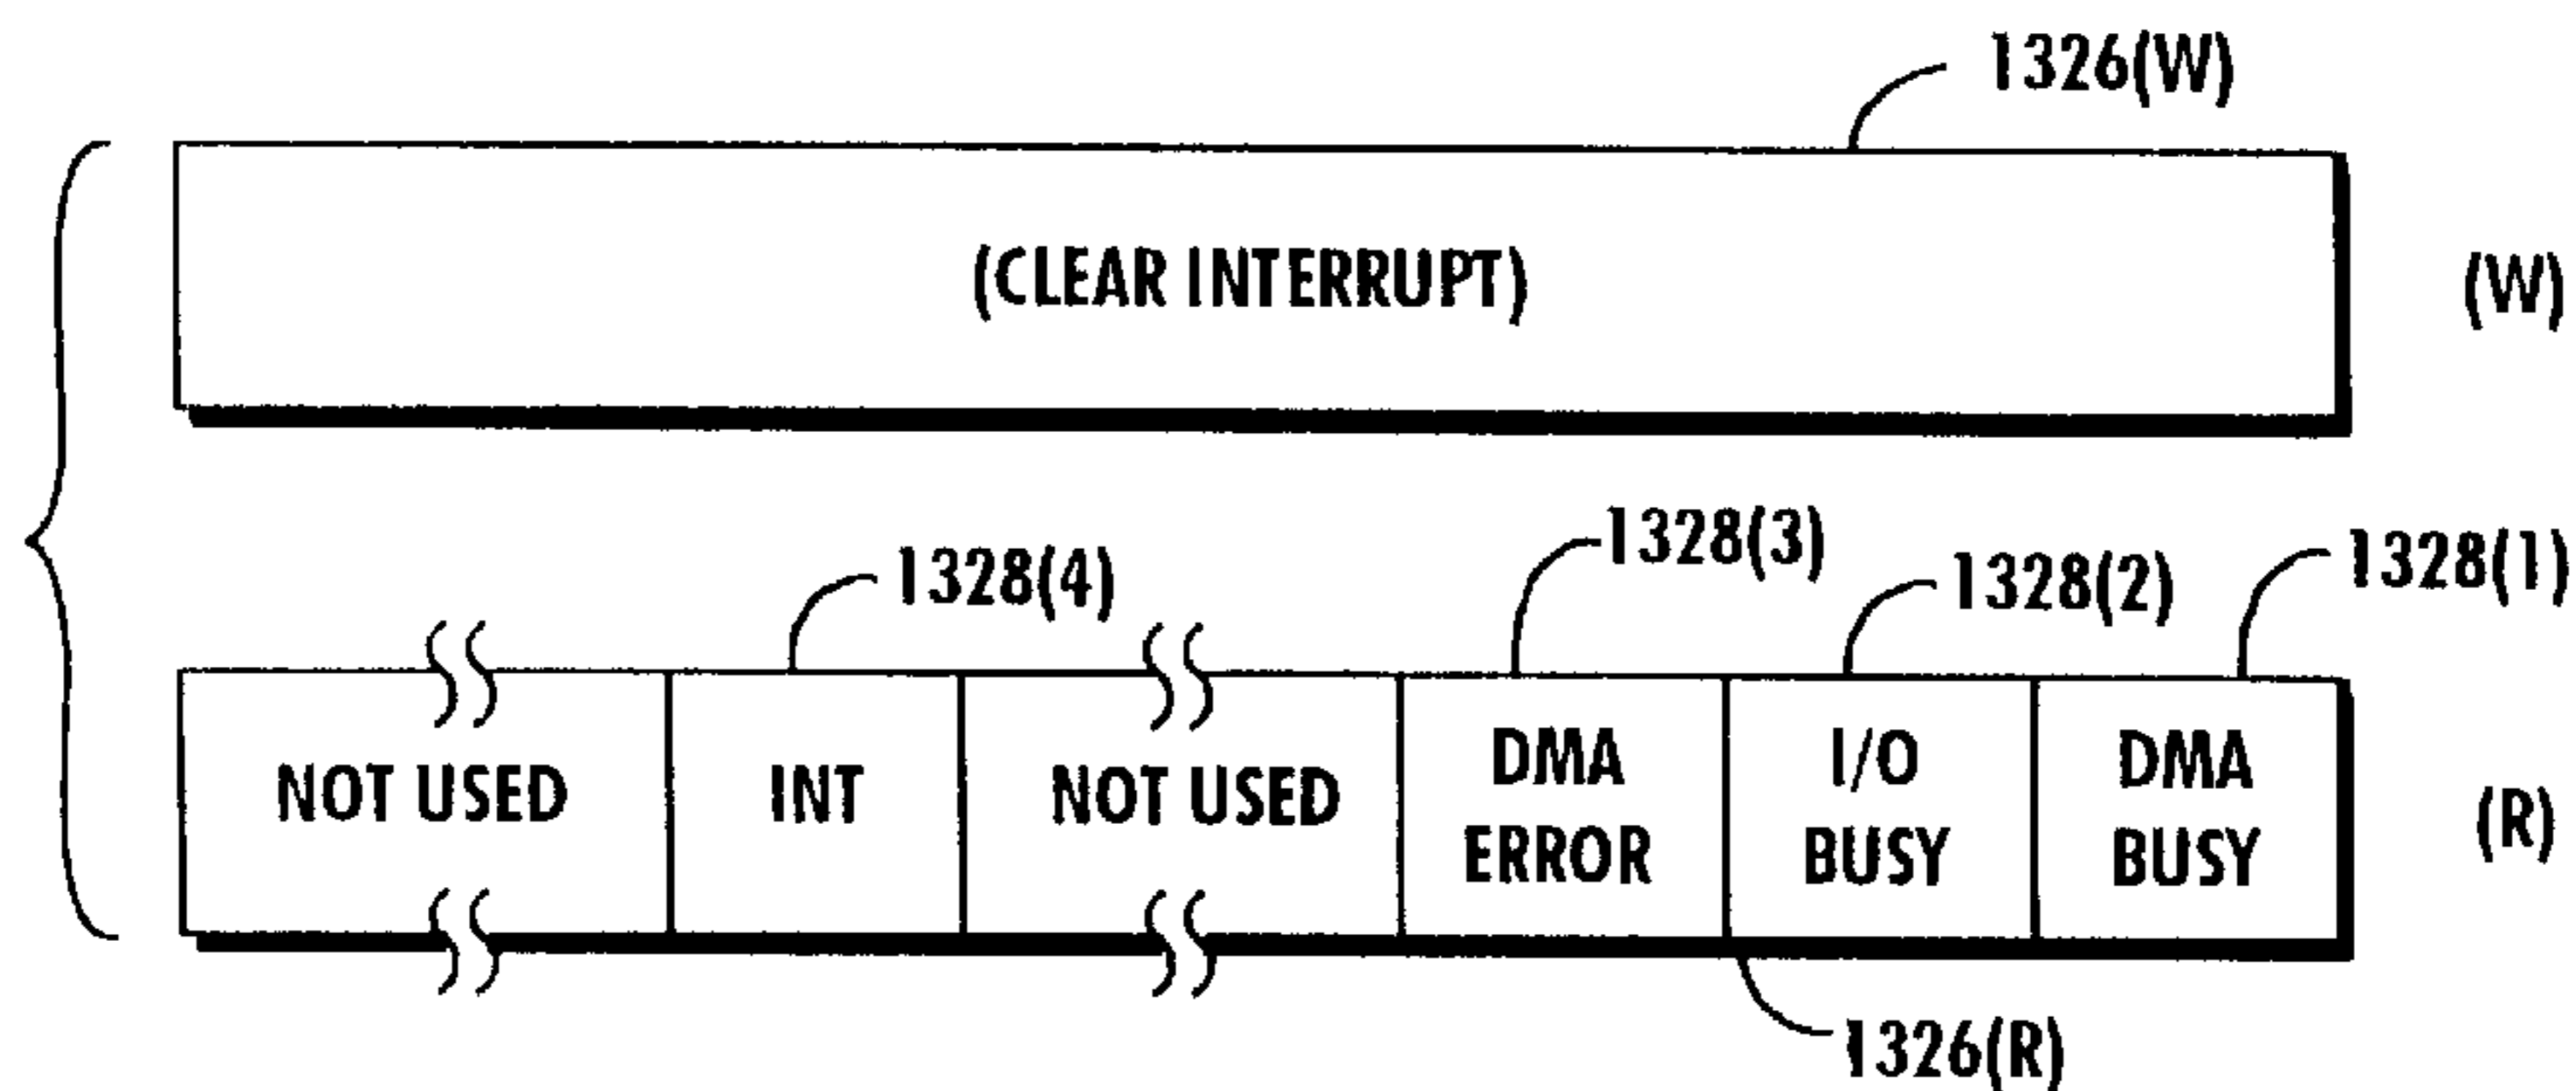 1326(W)
(CLEAR INTERRUPT)
(W)
1328(4)
1328(3)
1328(2)
1328(1)
NOT USED
INT
NOT USED
DMA
ERROR
I/O
BUSY
DMA
BUSY
(R)
1326(R)